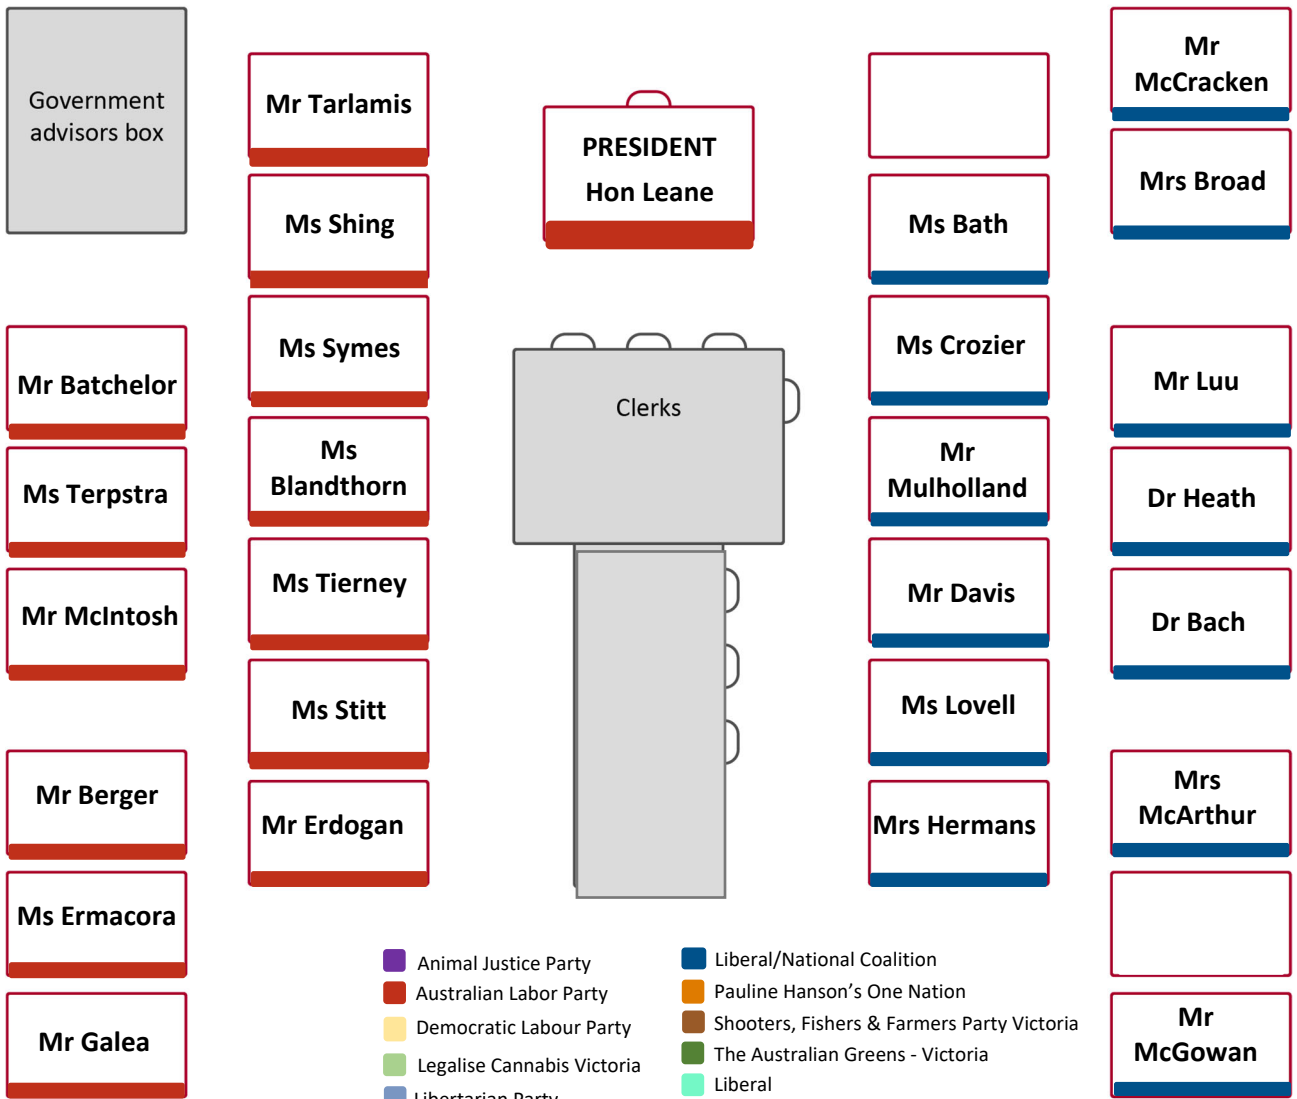 Government
advisors box
Mr Batchelor
Ms Terpstra
Mr McIntosh
Mr Berger
Ms Ermacora
Mr Galea
Mr Tarlamis
Ms Shing
Ms Symes
Ms
Blandthorn
Ms Tierney
Ms Stitt
Mr Erdogan
PRESIDENT
Hon Leane
Clerks
Ms Bath
Ms Crozier
Mr
Mulholland
Mr Davis
Ms Lovell
Mrs Hermans
Mr
McCracken
Mrs Broad
Mr Luu
Dr Heath
Dr Bach
Mrs
McArthur
Mr
McGowan
Animal Justice Party
Australian Labor Party
Democratic Labour Party
Legalise Cannabis Victoria
Libertarian Party
Liberal/National Coalition
Pauline Hanson’s One Nation
Shooters, Fishers & Farmers Party Victoria
The Australian Greens - Victoria
Liberal